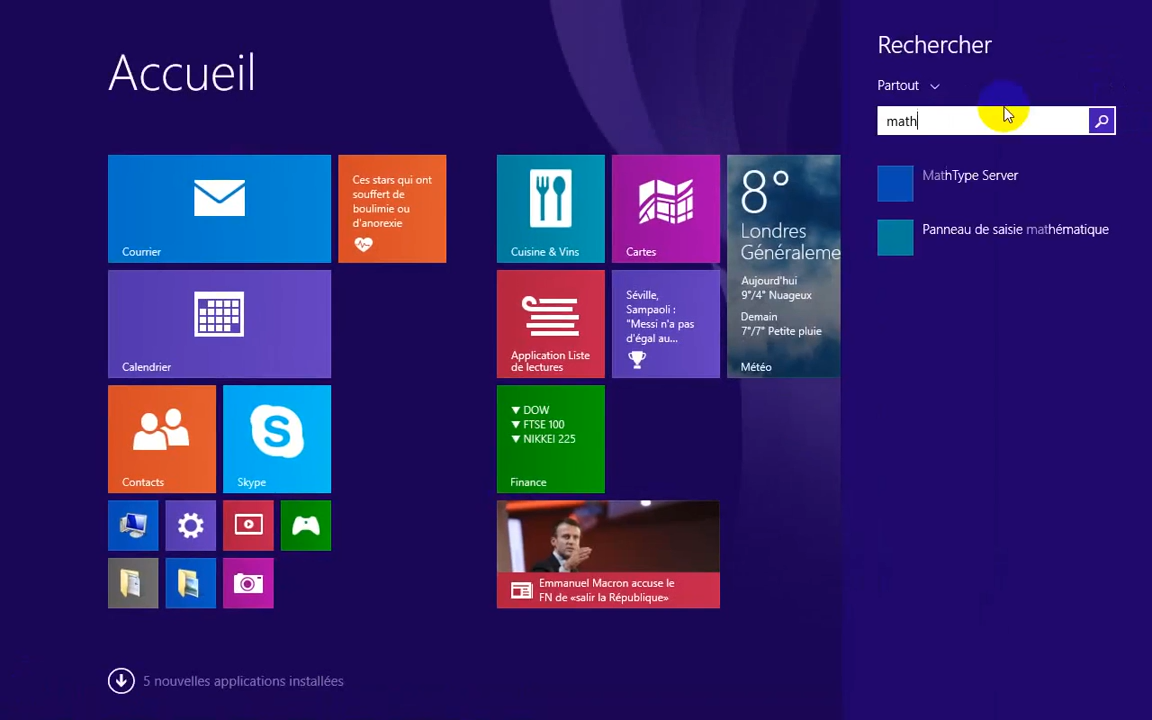 Accueil
Rechercher
Partout
math
MathType Server
Panneau de saisie mathématique
Courrier
Ces stars qui ont
souffert de
boulimie ou
d'anorexie
Calendrier
Contacts
Skype
Cuisine & Vins
Cartes
8°
Londres
Généraleme
Aujourd'hui
9°/4° Nuageux
Demain
7°/7° Petite pluie
Météo
Application Liste
de lectures
Séville,
Sampaoli :
"Messi n'a pas
d'égal au...
▼ DOW
▼ FTSE 100
▼ NIKKEI 225
Finance
Emmanuel Macron accuse le
FN de «salir la République»
5 nouvelles applications installées